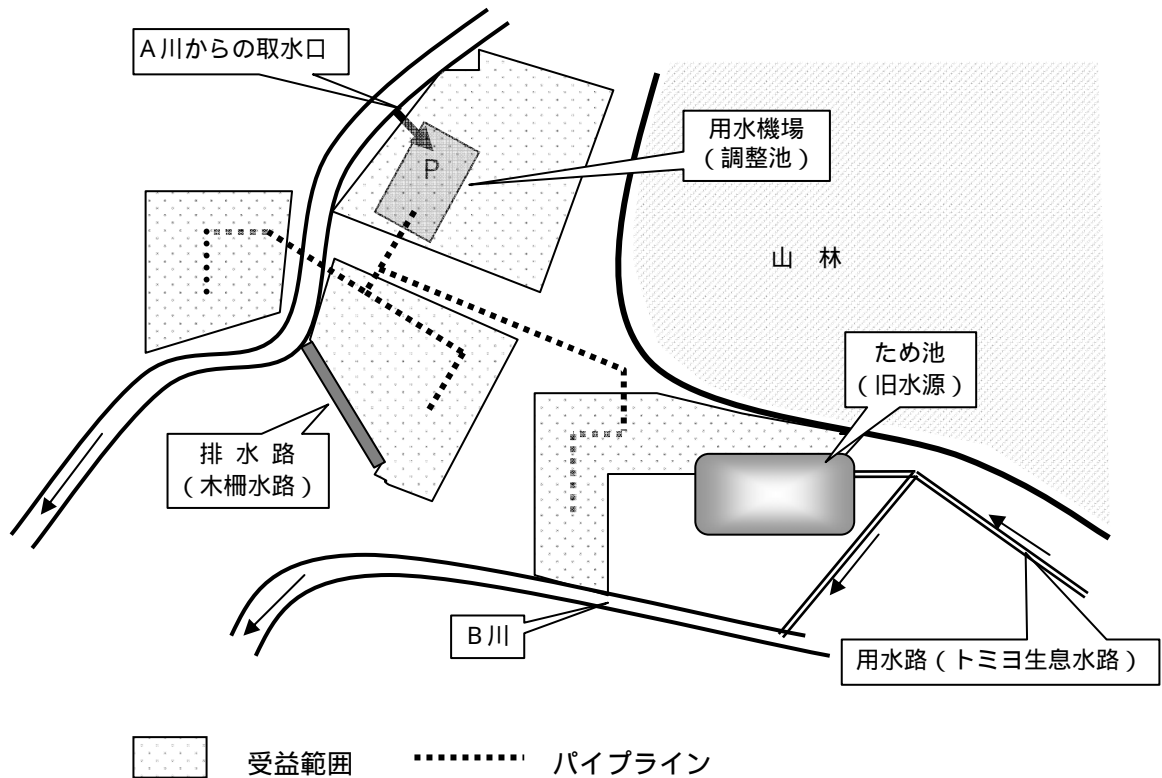 A川からの取水口
用水機場
(調整池)
P
山 林
ため池
(旧水源)
排 水 路
(木柵水路)
B川
用水路(トミヨ生息水路)
受益範囲
パイプライン